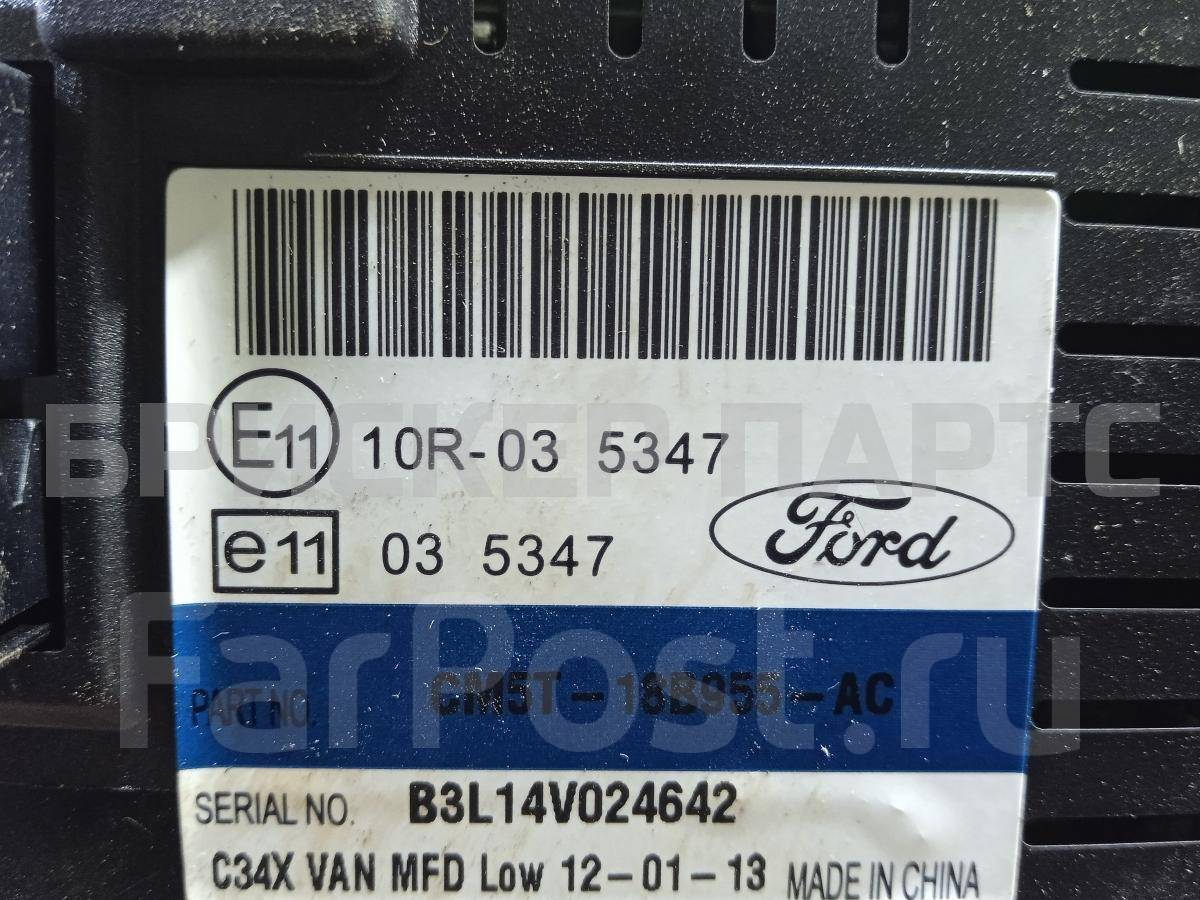 E11 10R-03 5347
БРИСКЕР ПАРТС
e11 03 5347
Ford
FarPost.ru
PART NO. CM5T-18B955-AC
SERIAL NO. B3L14V024642
C34X VAN MFD Low 12-01-13 MADE IN CHINA